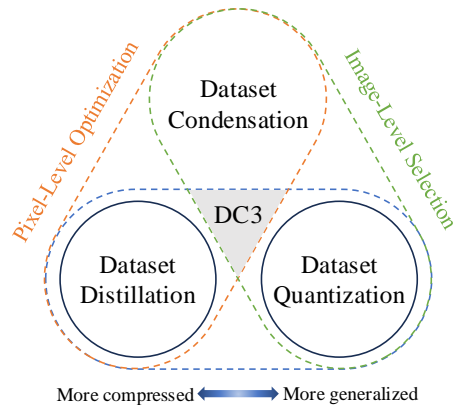 Pixel-Level Optimization
Image-Level Selection
Dataset
Condensation
DC3
Dataset
Distillation
Dataset
Quantization
More compressed
More generalized